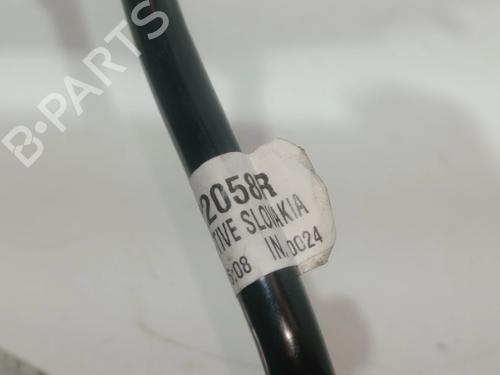 B-PARTS
2058R
TIVE SLOVAKIA
:08 IN 0024